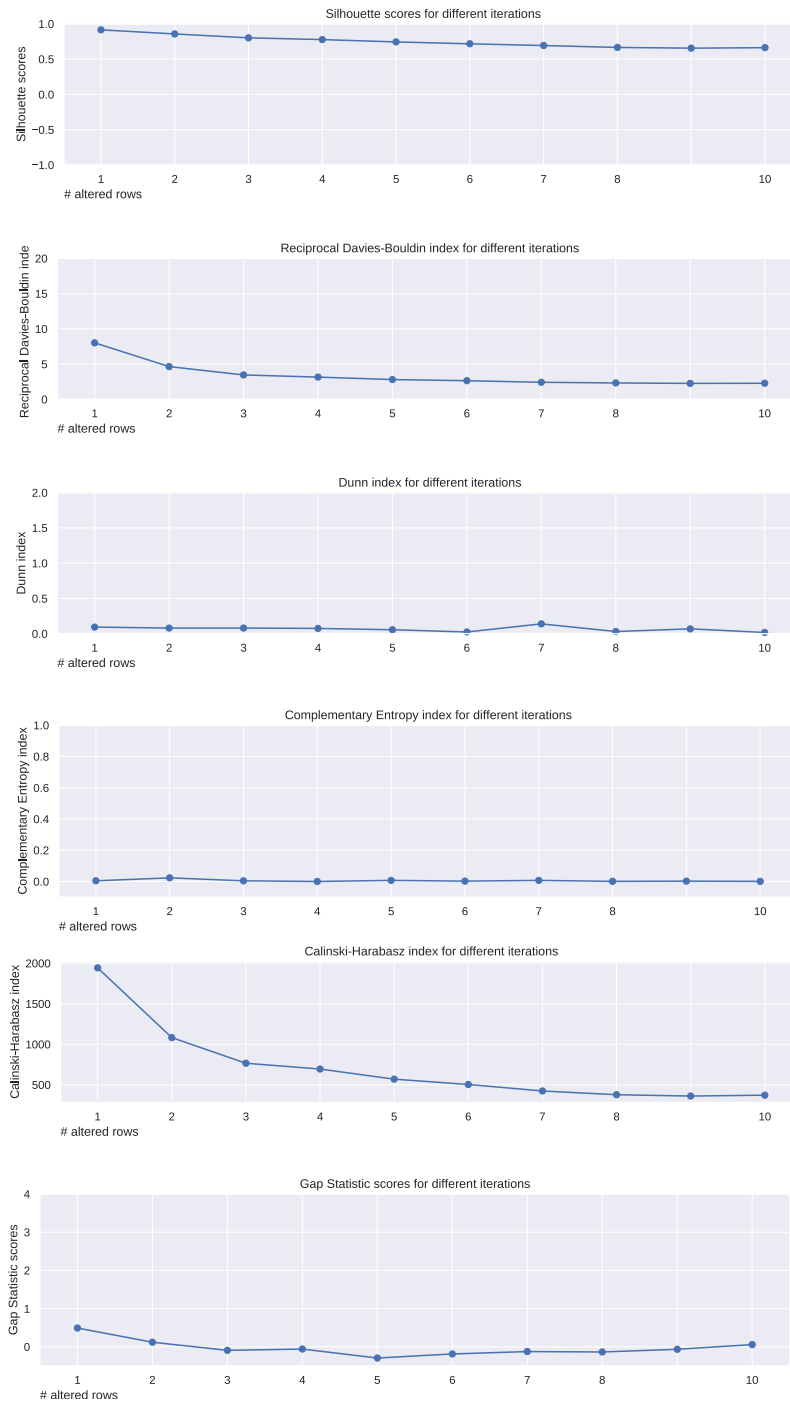 Silhouette scores for different iterations
Silhouette scores
1.0
0.5
0.0
−0.5
−1.0
1 2 3 4 5 6 7 8 10
# altered rows
Reciprocal Davies-Bouldin index for different iterations
Reciprocal Davies-Bouldin inde
20
15
10
5
0
1 2 3 4 5 6 7 8 10
# altered rows
Dunn index for different iterations
Dunn index
2.0
1.5
1.0
0.5
0.0
1 2 3 4 5 6 7 8 10
# altered rows
Complementary Entropy index for different iterations
Complementary Entropy index
1.0
0.8
0.6
0.4
0.2
0.0
1 2 3 4 5 6 7 8 10
# altered rows
Calinski-Harabasz index for different iterations
Calinski-Harabasz index
2000
1500
1000
500
1 2 3 4 5 6 7 8 10
# altered rows
Gap Statistic scores for different iterations
Gap Statistic scores
4
3
2
1
0
1 2 3 4 5 6 7 8 10
# altered rows